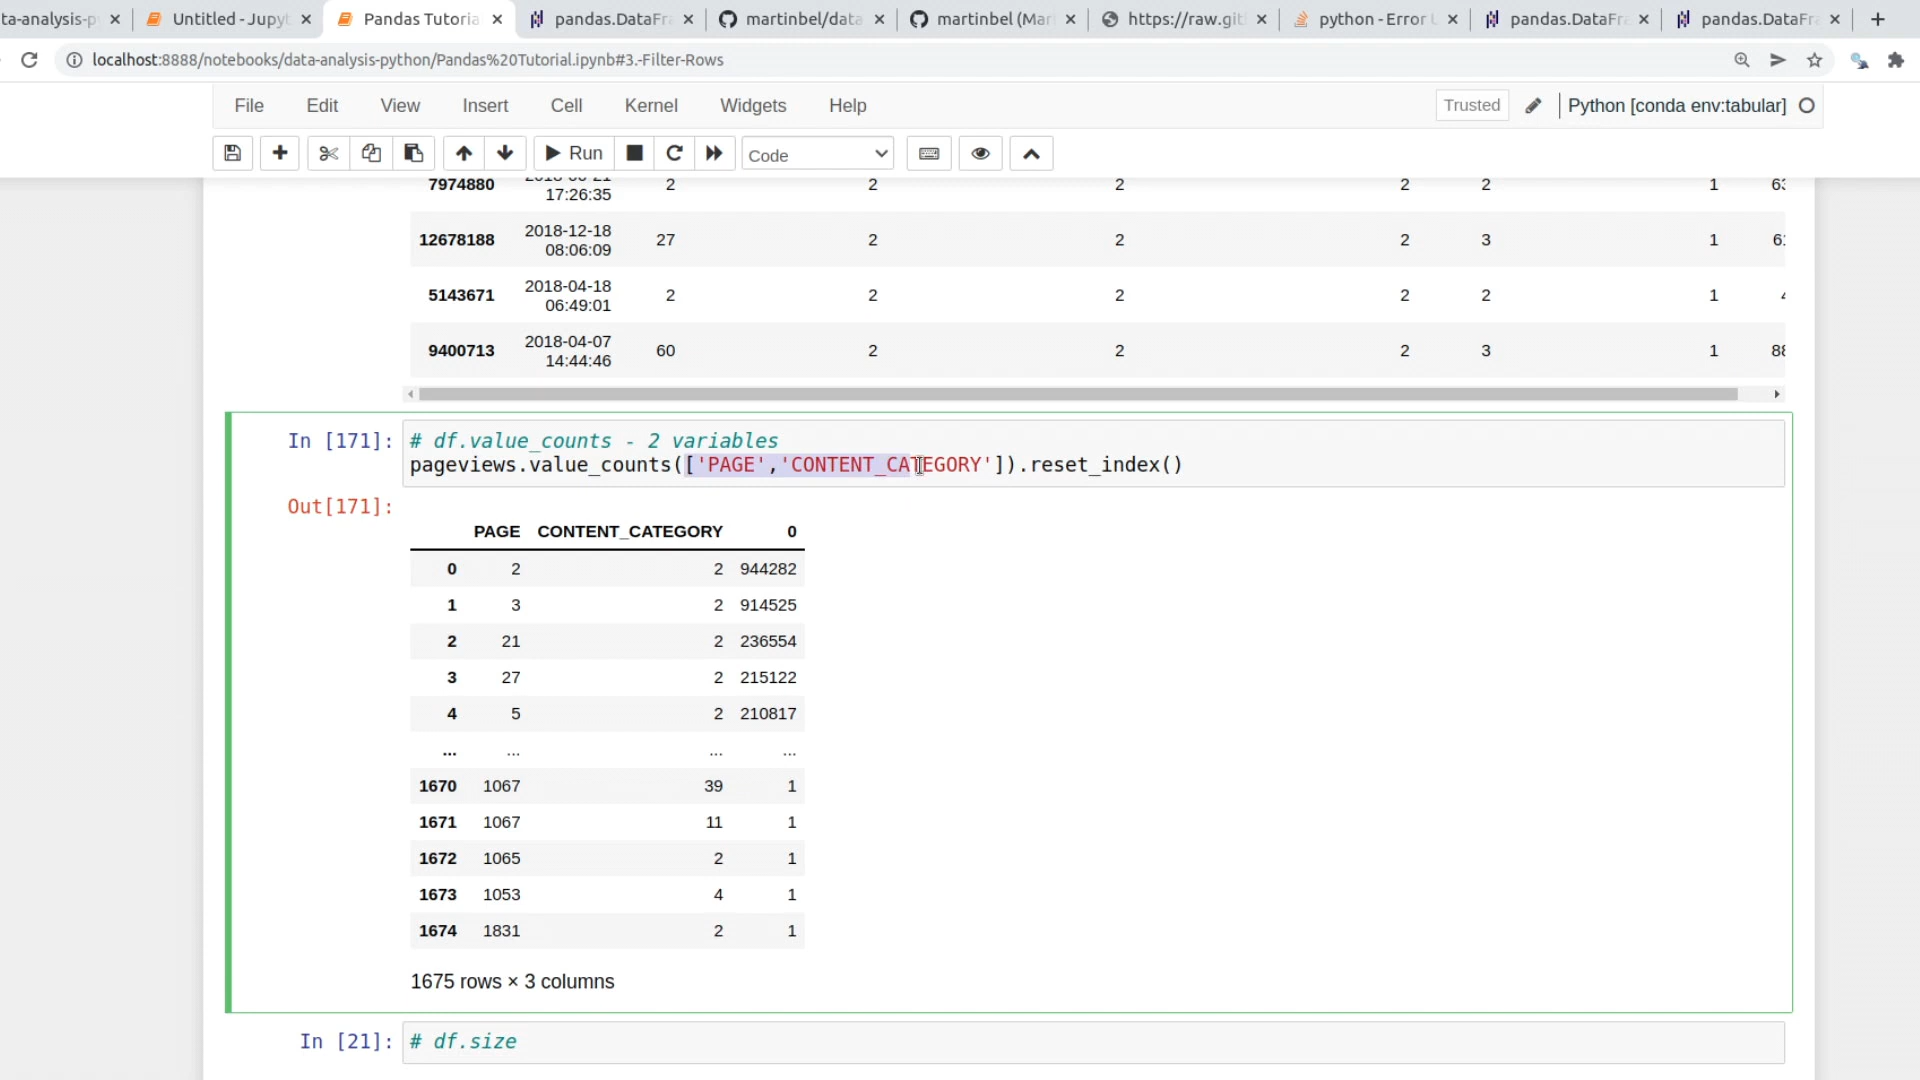 ta-analysis-p
Untitled - Jupyt
Pandas Tutoria
pandas.DataFra
martinbel/data
martinbel (Mar
https://raw.git
python - Error
pandas.DataFra
pandas.DataFra
localhost:8888/notebooks/data-analysis-python/Pandas%20Tutorial.ipynb#3.-Filter-Rows
File Edit View Insert Cell Kernel Widgets Help Trusted Python [conda env:tabular]
Run Code
7974880 17:26:35 2 2 2 2 2 1
12678188 2018-12-18 08:06:09 27 2 2 2 3 1
5143671 2018-04-18 06:49:01 2 2 2 2 2 1
9400713 2018-04-07 14:44:46 60 2 2 2 3 1 88
In [171]: # df.value_counts - 2 variables
pageviews.value_counts(['PAGE','CONTENT_CATEGORY']).reset_index()
Out[171]:
PAGE CONTENT_CATEGORY 0
0 2 2 944282
1 3 2 914525
2 21 2 236554
3 27 2 215122
4 5 2 210817
... ... ... ...
1670 1067 39 1
1671 1067 11 1
1672 1065 2 1
1673 1053 4 1
1674 1831 2 1
1675 rows × 3 columns
In [21]: # df.size